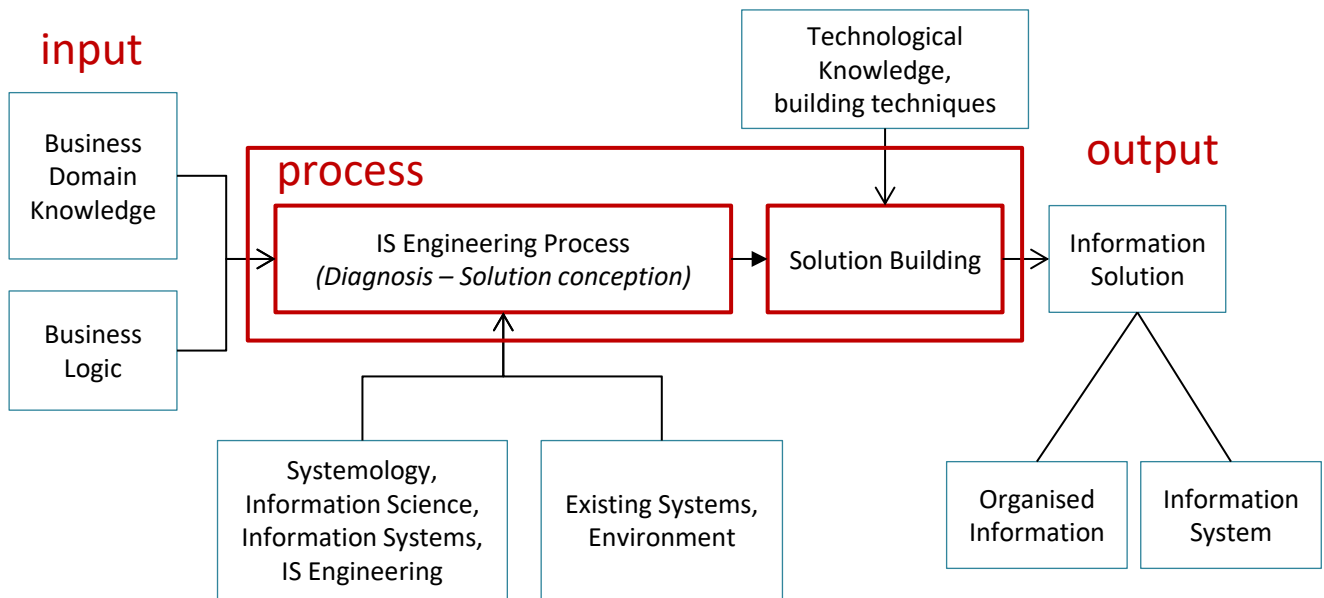 input
Business
Domain
Knowledge
Business
Logic
process
IS Engineering Process
(Diagnosis – Solution conception)
Solution Building
Technological
Knowledge,
building techniques
Systemology,
Information Science,
Information Systems,
IS Engineering
Existing Systems,
Environment
output
Information
Solution
Organised
Information
Information
System